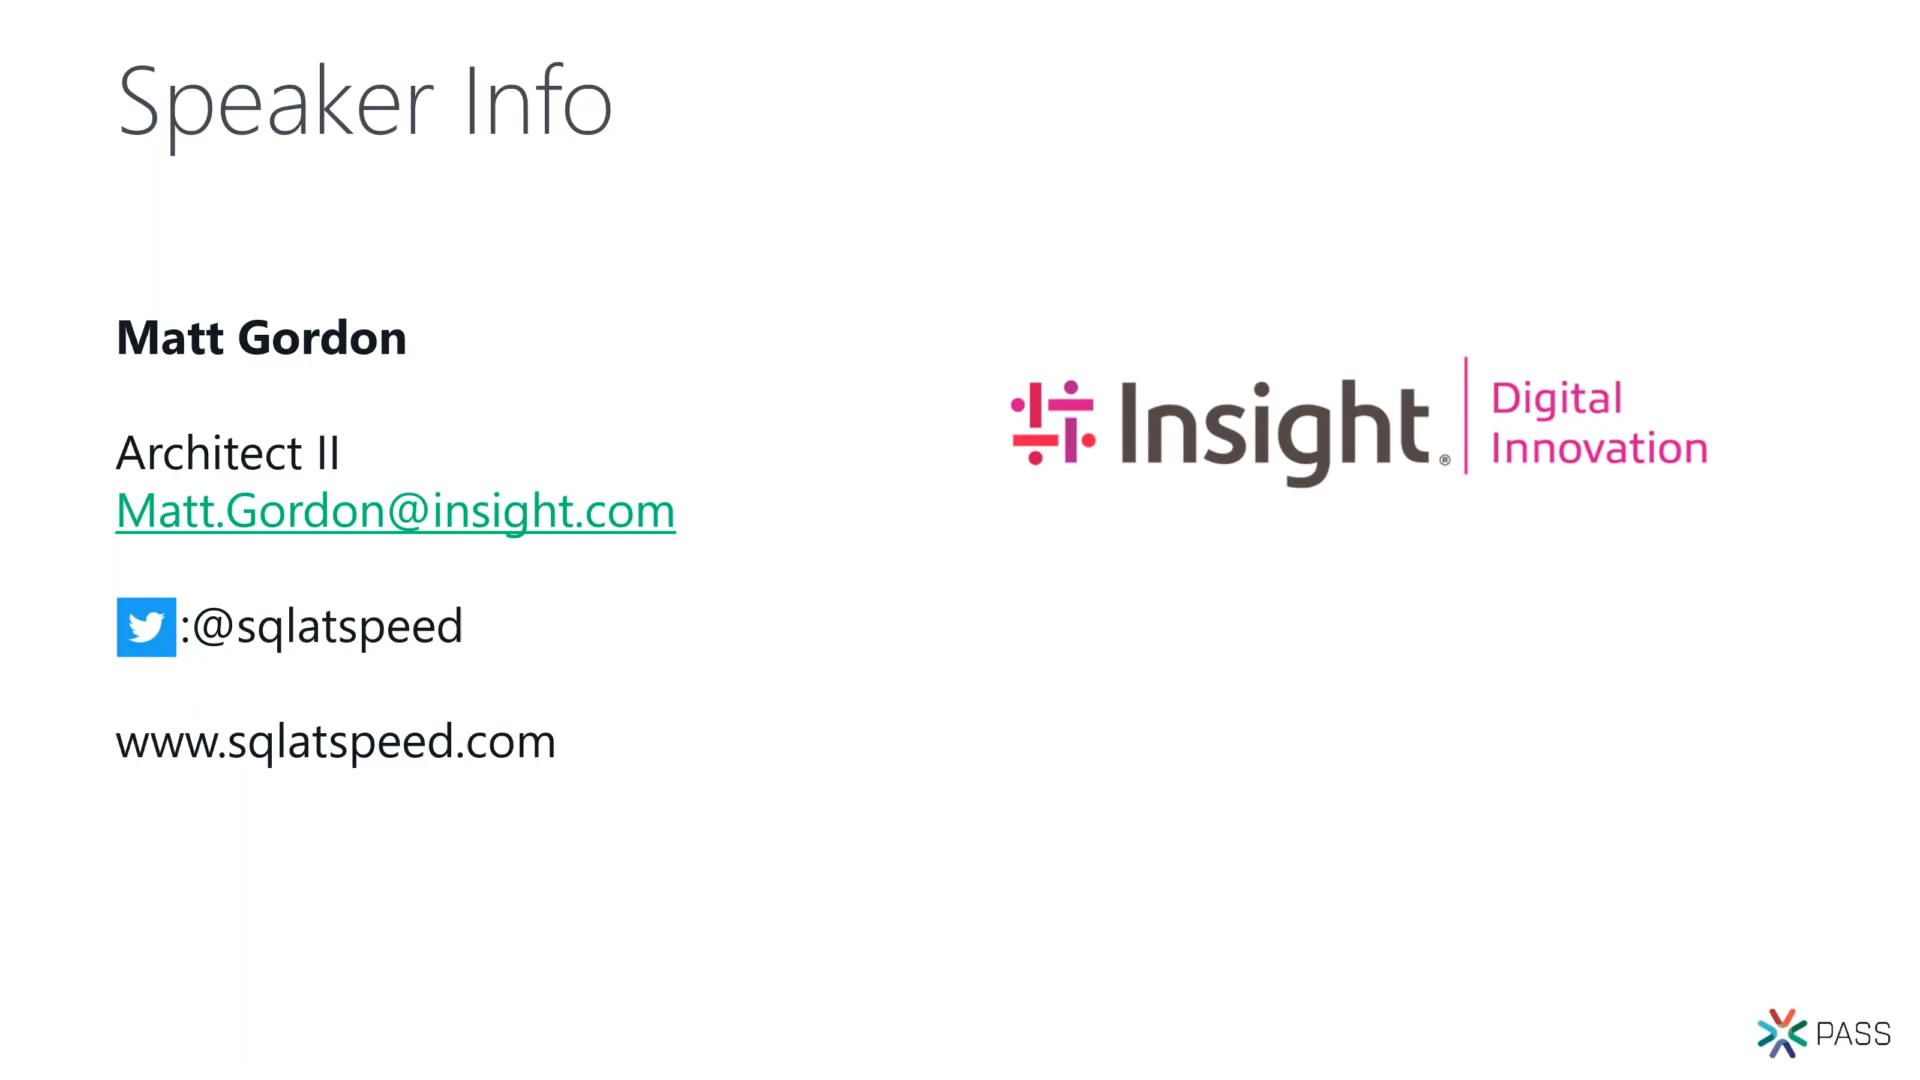 Speaker Info
Matt Gordon
Architect II
Matt.Gordon@insight.com
:@sqlatspeed
www.sqlatspeed.com
Insight®
Digital
Innovation
PASS